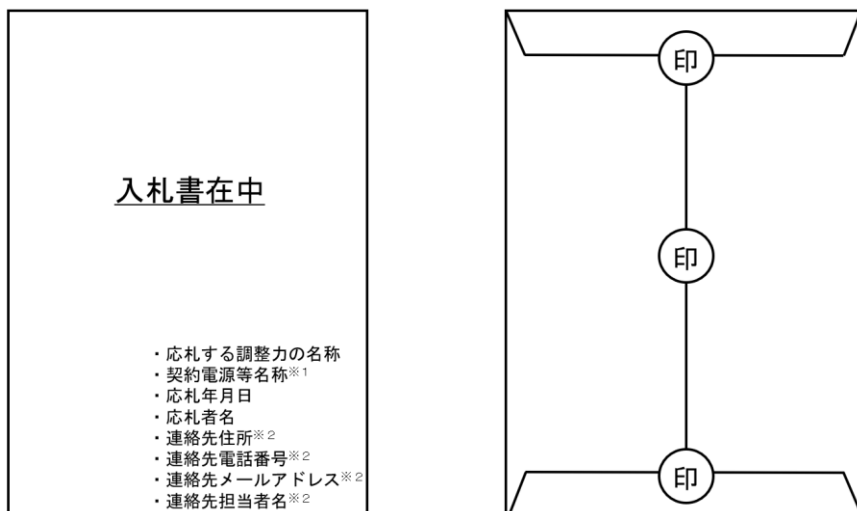 入札書在中
・応札する調整力の名称
・契約電源等名称※1
・応札年月日
・応札者名
・連絡先住所※2
・連絡先電話番号※2
・連絡先メールアドレス※2
・連絡先担当者名※2
印
印
印